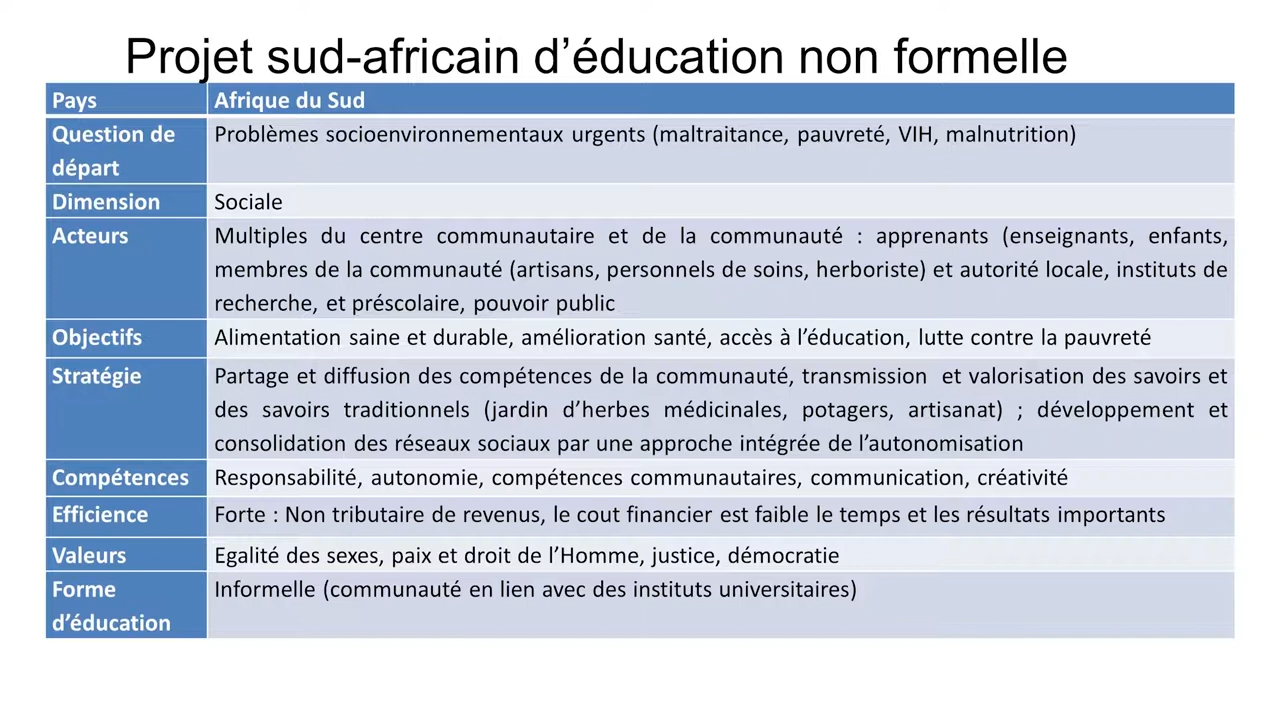 Projet sud-africain d’éducation non formelle
Pays
Afrique du Sud
Question de
départ
Problèmes socioenvironnementaux urgents (maltraitance, pauvreté, VIH, malnutrition)
Dimension
Sociale
Acteurs
Multiples du centre communautaire et de la communauté : apprenants (enseignants, enfants,
membres de la communauté (artisans, personnels de soins, herboriste) et autorité locale, instituts de
recherche, et préscolaire, pouvoir public
Objectifs
Alimentation saine et durable, amélioration santé, accès à l’éducation, lutte contre la pauvreté
Stratégie
Partage et diffusion des compétences de la communauté, transmission et valorisation des savoirs et
des savoirs traditionnels (jardin d’herbes médicinales, potagers, artisanat) ; développement et
consolidation des réseaux sociaux par une approche intégrée de l’autonomisation
Compétences
Responsabilité, autonomie, compétences communautaires, communication, créativité
Efficience
Forte : Non tributaire de revenus, le cout financier est faible le temps et les résultats importants
Valeurs
Egalité des sexes, paix et droit de l’Homme, justice, démocratie
Forme
d’éducation
Informelle (communauté en lien avec des instituts universitaires)